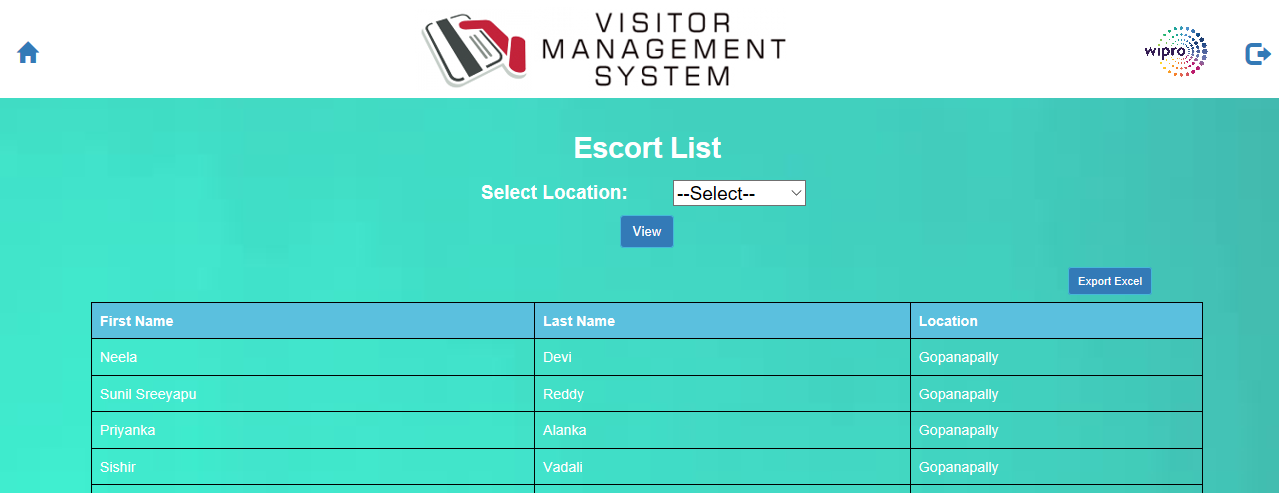 VISITOR
MANAGEMENT
SYSTEM
wipro
Escort List
Select Location: --Select--
View
Export Excel
First Name Last Name Location
Neela Devi Gopanapally
Sunil Sreeyapu Reddy Gopanapally
Priyanka Alanka Gopanapally
Sishir Vadali Gopanapally